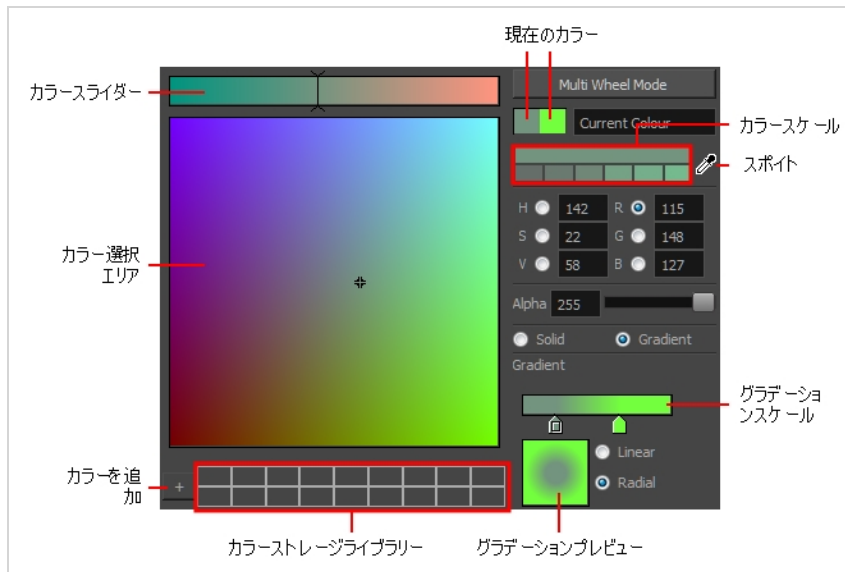 現在のカラー
カラースライダー
Multi Wheel Mode
Current Colour
カラースケール
スポイト
H 142 R 115
S 22 G 148
V 58 B 127
カラー選択
エリア
Alpha 255
Solid Gradient
Gradient
グラデーショ
ンスケール
Linear
Radial
カラーを追
加
+
カラーストレージライブラリー
グラデーションプレビュー